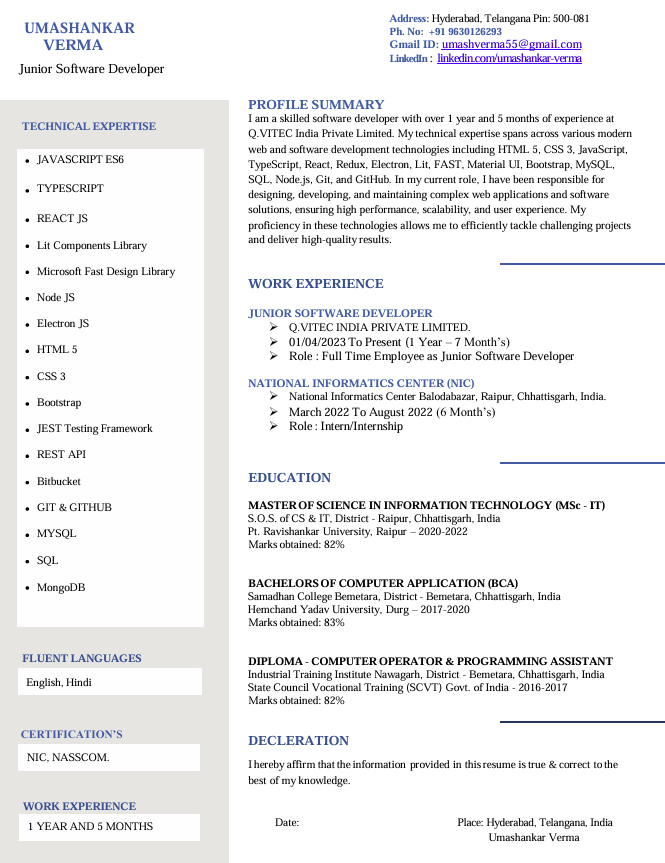 UMASHANKAR
VERMA
Junior Software Developer
Address: Hyderabad, Telangana Pin: 500-081
Ph. No: +91 9630126293
Gmail ID: umashverma55@gmail.com
LinkedIn : linkedin.com/umashankar-verma
TECHNICAL EXPERTISE
• JAVASCRIPT ES6
• TYPESCRIPT
• REACT JS
• Lit Components Library
• Microsoft Fast Design Library
• Node JS
• Electron JS
• HTML 5
• CSS 3
• Bootstrap
• JEST Testing Framework
• REST API
• Bitbucket
• GIT & GITHUB
• MYSQL
• SQL
• MongoDB
FLUENT LANGUAGES
English, Hindi
CERTIFICATION’S
NIC, NASSCOM.
WORK EXPERIENCE
1 YEAR AND 5 MONTHS
PROFILE SUMMARY
I am a skilled software developer with over 1 year and 5 months of experience at
Q.VITEC India Private Limited. My technical expertise spans across various modern
web and software development technologies including HTML 5, CSS 3, JavaScript,
TypeScript, React, Redux, Electron, Lit, FAST, Material UI, Bootstrap, MySQL,
SQL, Node.js, Git, and GitHub. In my current role, I have been responsible for
designing, developing, and maintaining complex web applications and software
solutions, ensuring high performance, scalability, and user experience. My
proficiency in these technologies allows me to efficiently tackle challenging projects
and deliver high-quality results.
WORK EXPERIENCE
JUNIOR SOFTWARE DEVELOPER
➢ Q.VITEC INDIA PRIVATE LIMITED.
➢ 01/04/2023 To Present (1 Year – 7 Month’s)
➢ Role : Full Time Employee as Junior Software Developer
NATIONAL INFORMATICS CENTER (NIC)
➢ National Informatics Center Balodabazar, Raipur, Chhattisgarh, India.
➢ March 2022 To August 2022 (6 Month’s)
➢ Role : Intern/Internship
EDUCATION
MASTER OF SCIENCE IN INFORMATION TECHNOLOGY (MSc - IT)
S.O.S. of CS & IT, District - Raipur, Chhattisgarh, India
Pt. Ravishankar University, Raipur – 2020-2022
Marks obtained: 82%
BACHELORS OF COMPUTER APPLICATION (BCA)
Samadhan College Bemetara, District - Bemetara, Chhattisgarh, India
Hemchand Yadav University, Durg – 2017-2020
Marks obtained: 83%
DIPLOMA - COMPUTER OPERATOR & PROGRAMMING ASSISTANT
Industrial Training Institute Nawagarh, District - Bemetara, Chhattisgarh, India
State Council Vocational Training (SCVT) Govt. of India - 2016-2017
Marks obtained: 82%
DECLERATION
I hereby affirm that the information provided in this resume is true & correct to the
best of my knowledge.
Date:
Place: Hyderabad, Telangana, India
Umashankar Verma